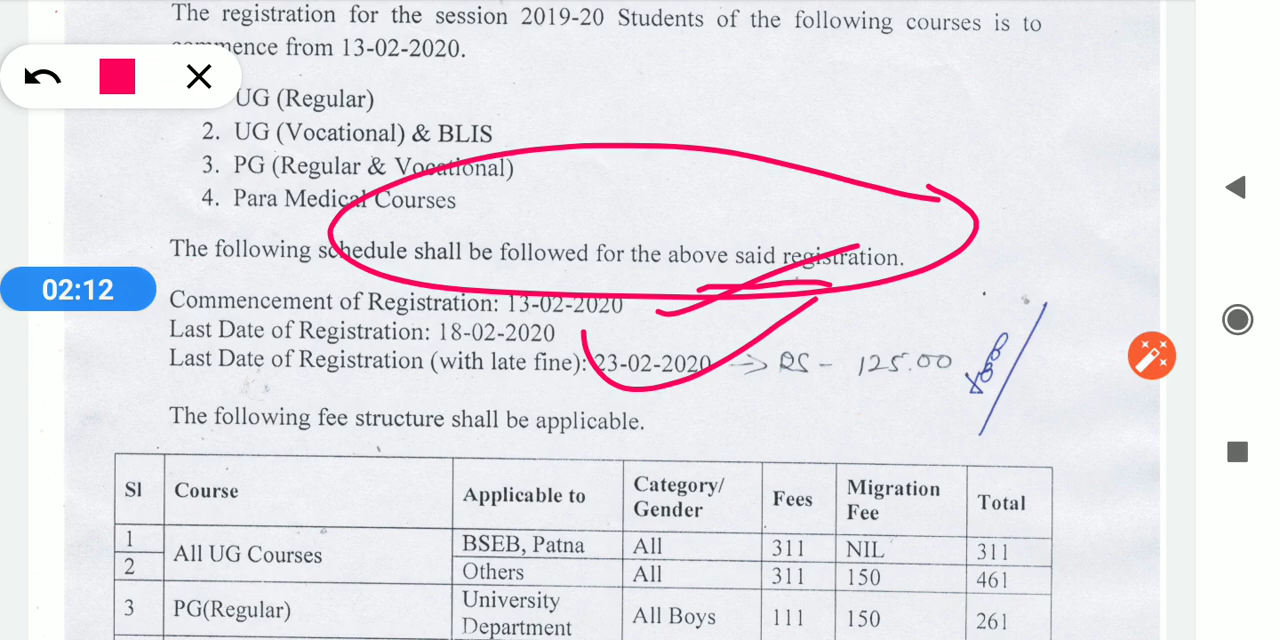 The registration for the session 2019-20 Students of the following courses is to
commence from 13-02-2020.
UG (Regular)
2. UG (Vocational) & BLIS
3. PG (Regular & Vocational)
4. Para Medical Courses
The following schedule shall be followed for the above said registration.
02:12
Commencement of Registration: 13-02-2020
Last Date of Registration: 18-02-2020
Last Date of Registration (with late fine): 23-02-2020 → RS - 125.00
The following fee structure shall be applicable.
Sl Course Applicable to Category/ Gender Fees Migration Fee Total
1 All UG Courses BSEB, Patna All 311 NIL 311
2 Others All 311 150 461
3 PG(Regular) University Department All Boys 111 150 261